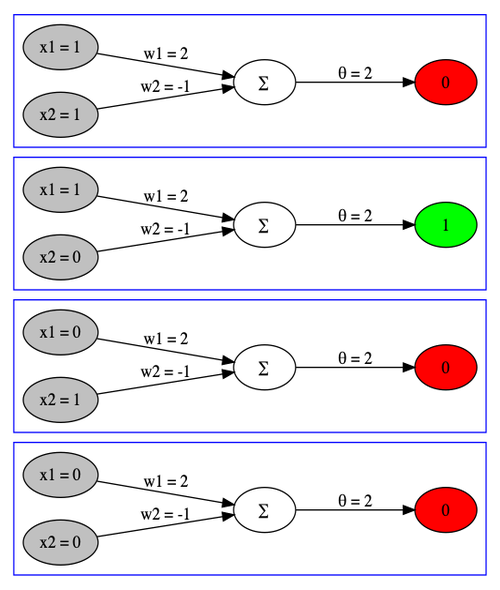 x1 = 1
w1 = 2
x2 = 1
w2 = -1
Σ
θ = 2
0
x1 = 1
w1 = 2
x2 = 0
w2 = -1
Σ
θ = 2
1
x1 = 0
w1 = 2
x2 = 1
w2 = -1
Σ
θ = 2
0
x1 = 0
w1 = 2
x2 = 0
w2 = -1
Σ
θ = 2
0